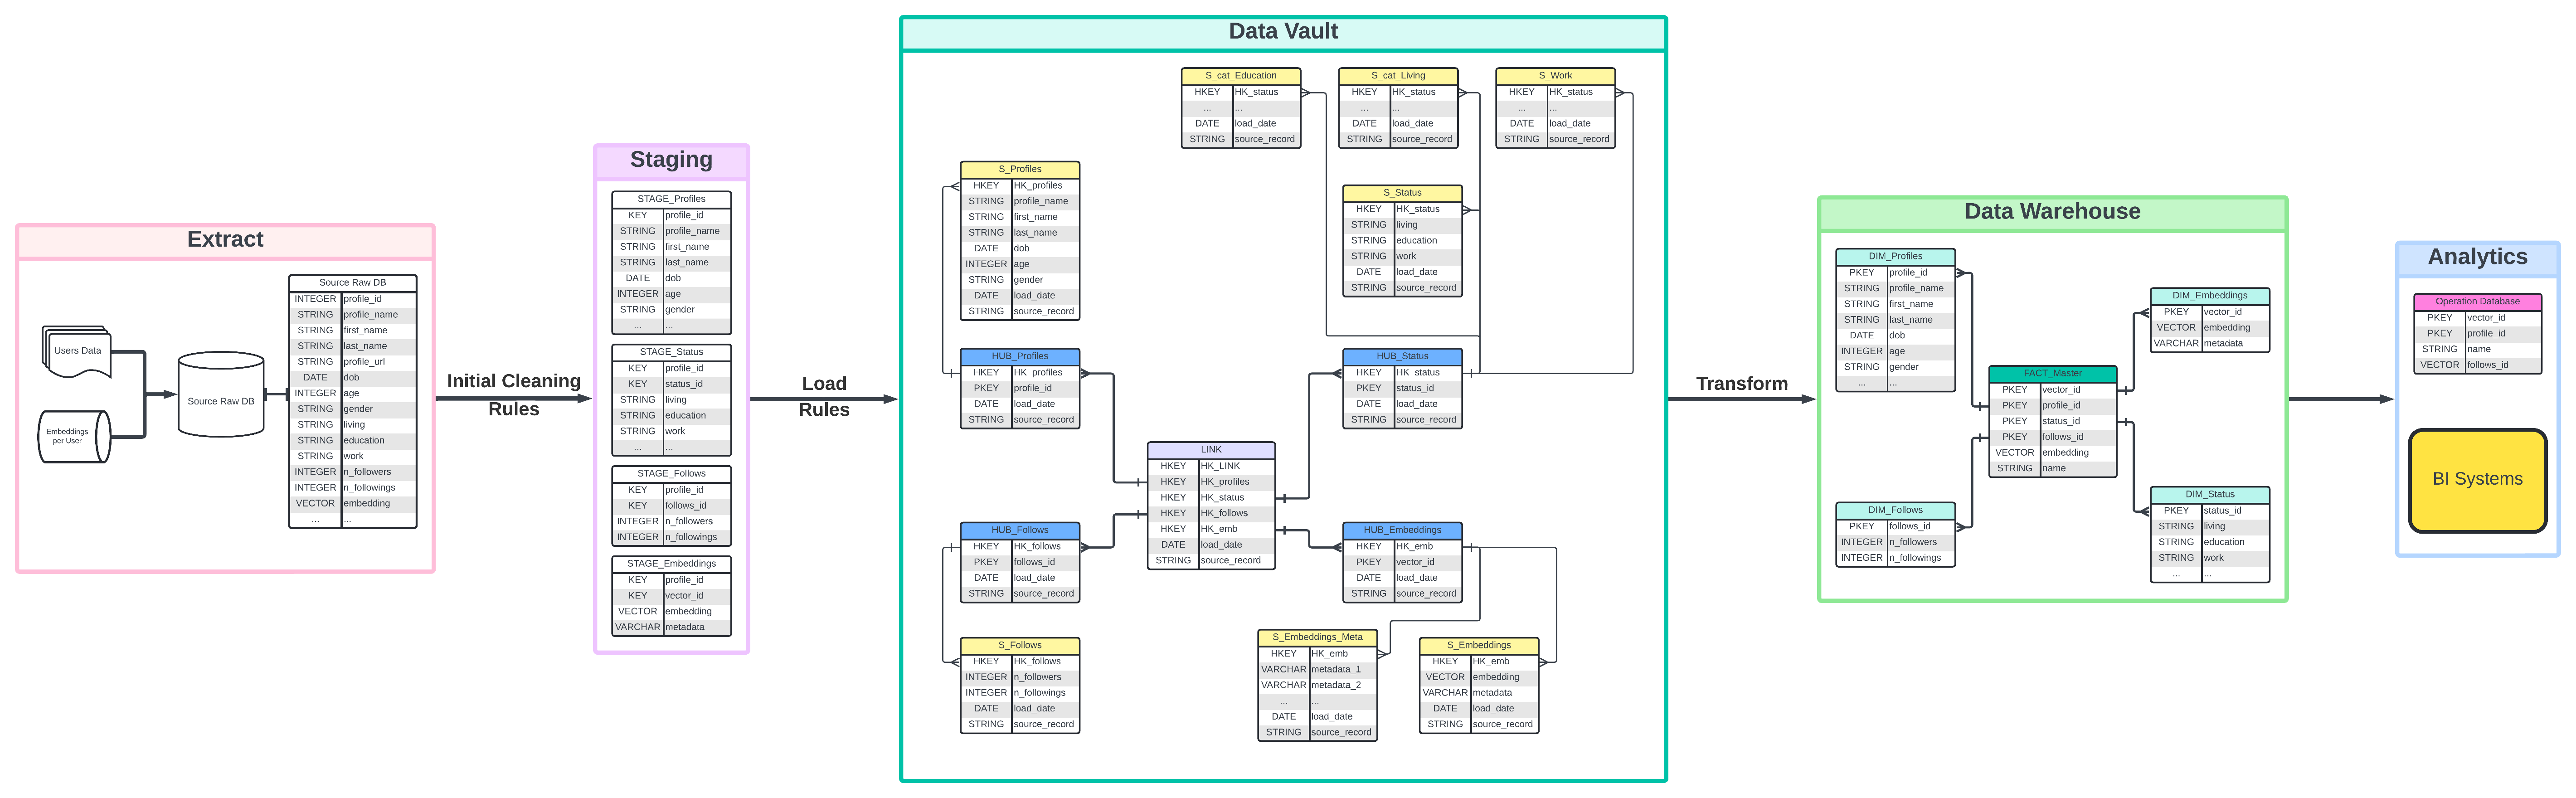 Extract
Users Data
Embeddings
per User
Source Raw DB
Source Raw DB
INTEGER profile_id
STRING profile_name
STRING first_name
STRING last_name
STRING profile_url
DATE dob
INTEGER age
STRING gender
STRING living
STRING education
STRING work
INTEGER n_followers
INTEGER n_followings
VECTOR embedding
... ...
Initial Cleaning
Rules
Staging
STAGE_Profiles
KEY profile_id
STRING profile_name
STRING first_name
STRING last_name
DATE dob
INTEGER age
STRING gender
... ...
STAGE_Status
KEY profile_id
KEY status_id
STRING living
STRING education
STRING work
... ...
STAGE_Follows
KEY profile_id
KEY follows_id
INTEGER n_followers
INTEGER n_followings
STAGE_Embeddings
KEY profile_id
KEY vector_id
VECTOR embedding
VARCHAR metadata
Load
Rules
Data Vault
S_cat_Education
HKEY HK_status
... ...
DATE load_date
STRING source_record
S_cat_Living
HKEY HK_status
... ...
DATE load_date
STRING source_record
S_Work
HKEY HK_status
... ...
DATE load_date
STRING source_record
S_Profiles
HKEY HK_profiles
STRING profile_name
STRING first_name
STRING last_name
DATE dob
INTEGER age
STRING gender
DATE load_date
STRING source_record
S_Status
HKEY HK_status
STRING living
STRING education
STRING work
DATE load_date
STRING source_record
HUB_Profiles
HKEY HK_profiles
PKEY profile_id
DATE load_date
STRING source_record
HUB_Status
HKEY HK_status
PKEY status_id
DATE load_date
STRING source_record
LINK
HKEY HK_LINK
HKEY HK_profiles
HKEY HK_status
HKEY HK_follows
HKEY HK_emb
DATE load_date
STRING source_record
HUB_Follows
HKEY HK_follows
PKEY follows_id
DATE load_date
STRING source_record
HUB_Embeddings
HKEY HK_emb
PKEY vector_id
DATE load_date
STRING source_record
S_Follows
HKEY HK_follows
INTEGER n_followers
INTEGER n_followings
DATE load_date
STRING source_record
S_Embeddings_Meta
HKEY HK_emb
VARCHAR metadata_1
VARCHAR metadata_2
... ...
DATE load_date
STRING source_record
S_Embeddings
HKEY HK_emb
VECTOR embedding
VARCHAR metadata
DATE load_date
STRING source_record
Transform
Data Warehouse
DIM_Profiles
PKEY profile_id
STRING profile_name
STRING first_name
STRING last_name
DATE dob
INTEGER age
STRING gender
... ...
DIM_Embeddings
PKEY vector_id
VECTOR embedding
VARCHAR metadata
FACT_Master
PKEY vector_id
PKEY profile_id
PKEY status_id
PKEY follows_id
VECTOR embedding
STRING name
DIM_Follows
PKEY follows_id
INTEGER n_followers
INTEGER n_followings
DIM_Status
PKEY status_id
STRING living
STRING education
STRING work
... ...
Analytics
Operation Database
PKEY vector_id
PKEY profile_id
STRING name
VECTOR follows_id
BI Systems